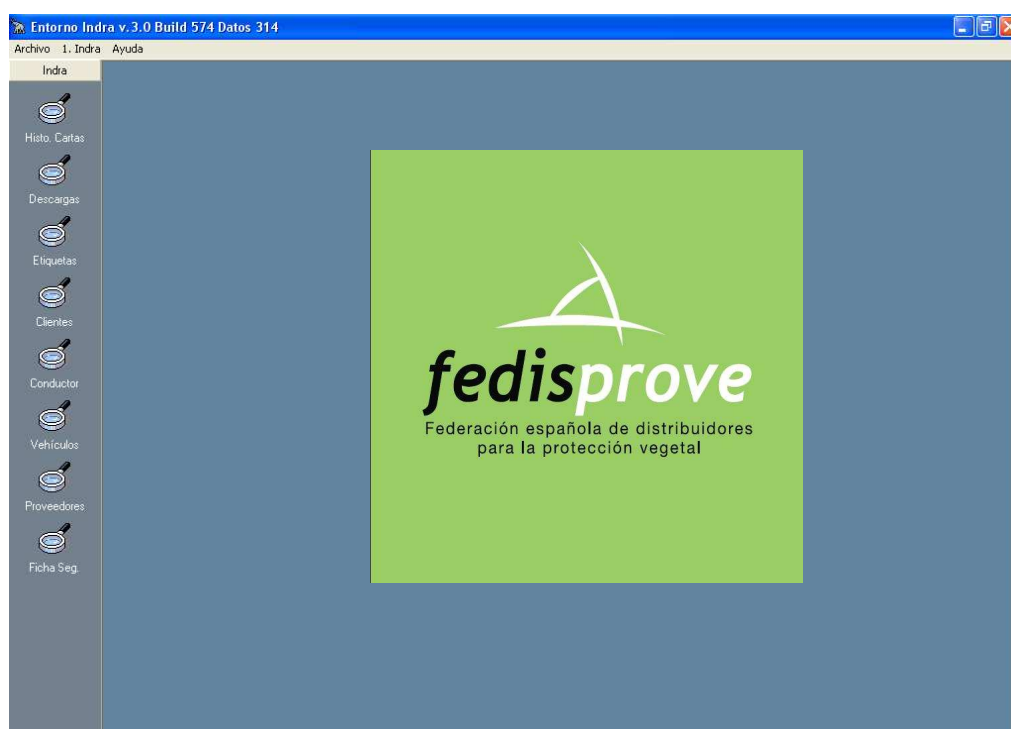 Entorno Indra v.3.0 Build 574 Datos 314
Archivo 1. Indra Ayuda
Indra
Histo. Cartas
Descargas
Etiquetas
Clientes
Conductor
Vehículos
Proveedores
Ficha Seg.
fedisprove
Federación española de distribuidores
para la protección vegetal